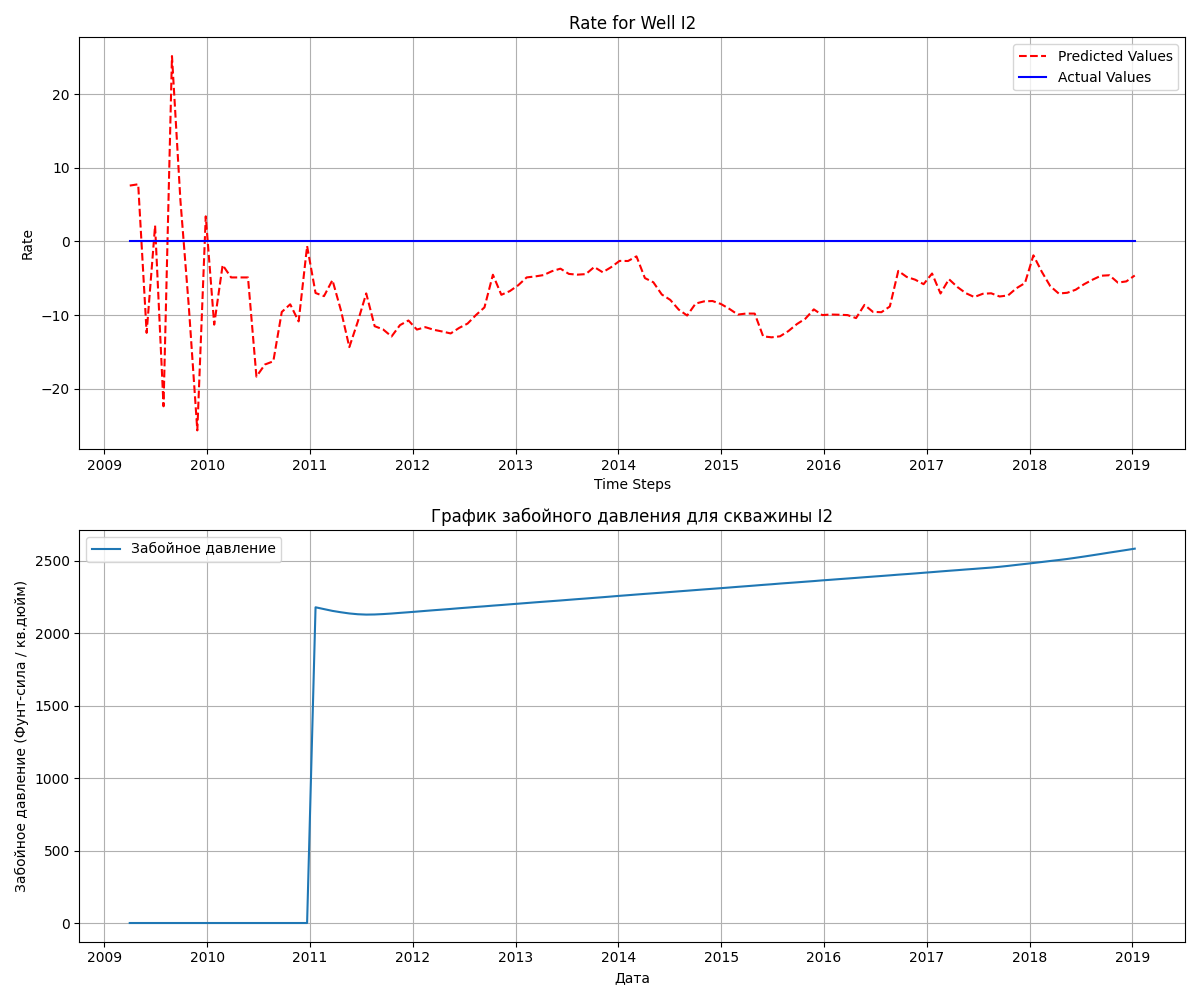 Rate for Well I2
Predicted Values
Actual Values
Rate
20
10
0
−10
−20
2009 2010 2011 2012 2013 2014 2015 2016 2017 2018 2019
Time Steps
График забойного давления для скважины I2
Забойное давление
Забойное давление (Фунт-сила / кв.дюйм)
2500
2000
1500
1000
500
0
2009 2010 2011 2012 2013 2014 2015 2016 2017 2018 2019
Дата